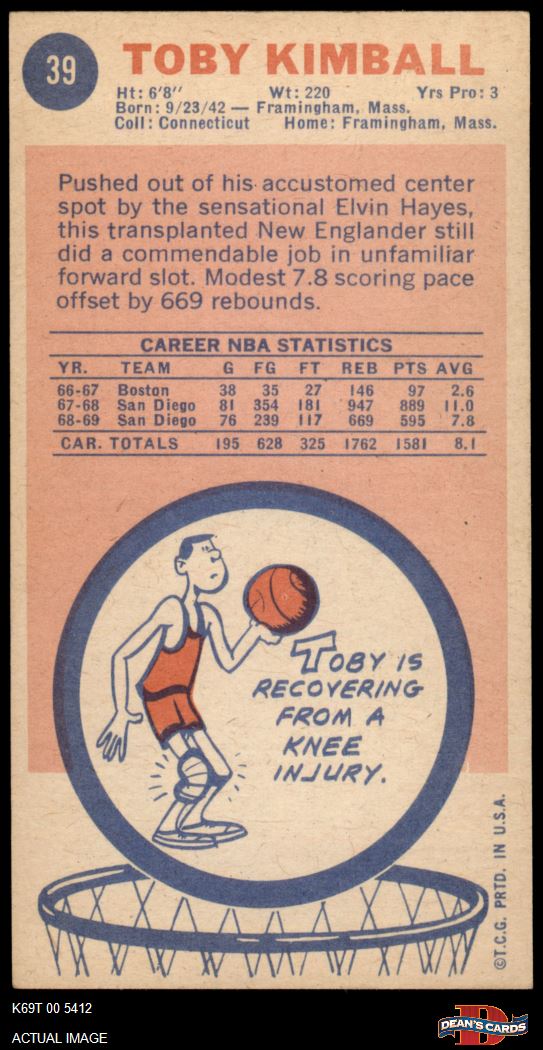 39
TOBY KIMBALL
Ht: 6'8" Wt: 220 Yrs Pro: 3
Born: 9/23/42 — Framingham, Mass.
Coll: Connecticut Home: Framingham, Mass.
Pushed out of his accustomed center
spot by the sensational Elvin Hayes,
this transplanted New Englander still
did a commendable job in unfamiliar
forward slot. Modest 7.8 scoring pace
offset by 669 rebounds.
CAREER NBA STATISTICS
YR. TEAM G FG FT REB PTS AVG
66-67 Boston 38 35 27 146 97 2.6
67-68 San Diego 81 354 181 947 889 11.0
68-69 San Diego 76 239 117 669 595 7.8
CAR. TOTALS 195 628 325 1762 1581 8.1
TOBY IS
RECOVERING
FROM A
KNEE
INJURY.
©T.C.G. PRTD. IN U.S.A.
K69T 00 5412
ACTUAL IMAGE
D
DEAN'S CARDS